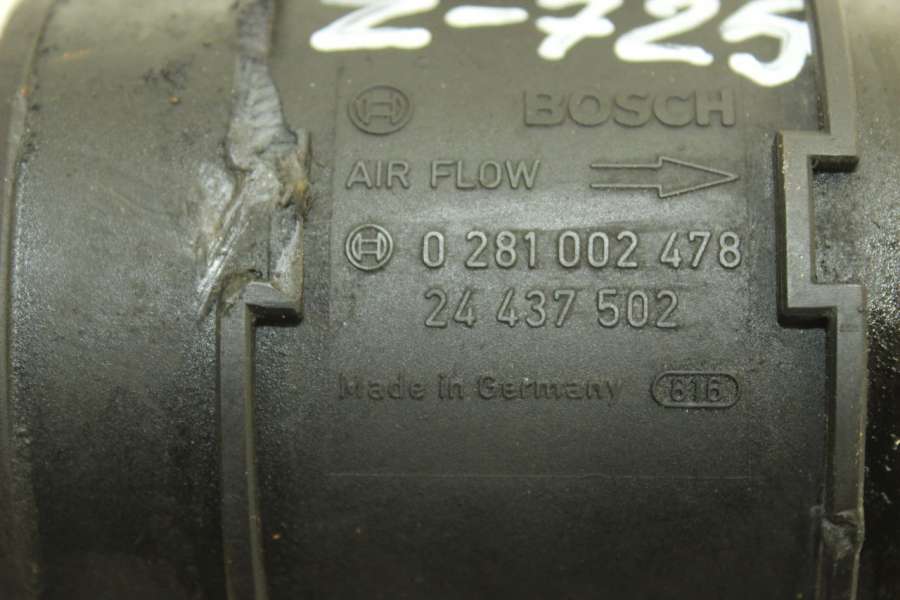 Z-725
BOSCH
AIR FLOW
0 281 002 478
24 437 502
Made in Germany 616